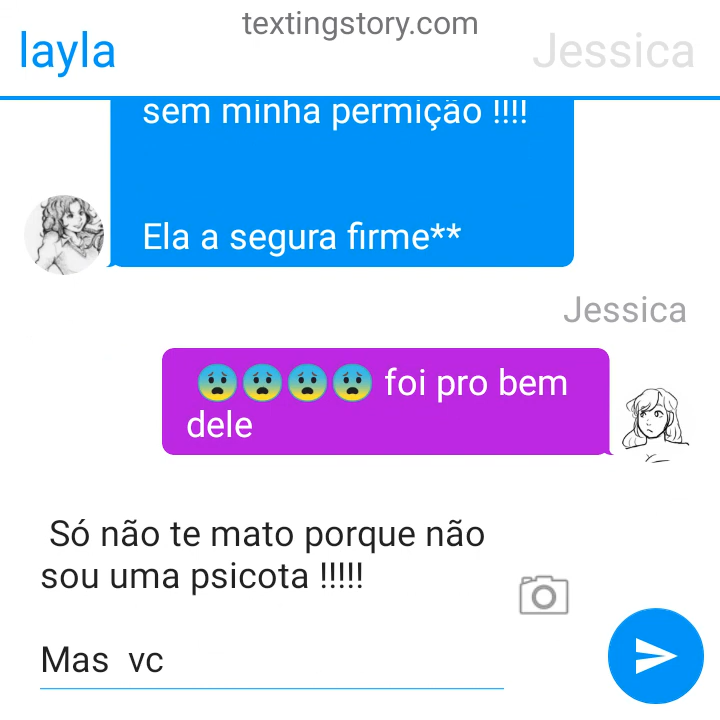 textingstory.com
layla
Jessica
sem minha permição !!!!
Ela a segura firme**
Jessica
😰😰😰😰 foi pro bem
dele
Só não te mato porque não
sou uma psicota !!!!!
Mas vc